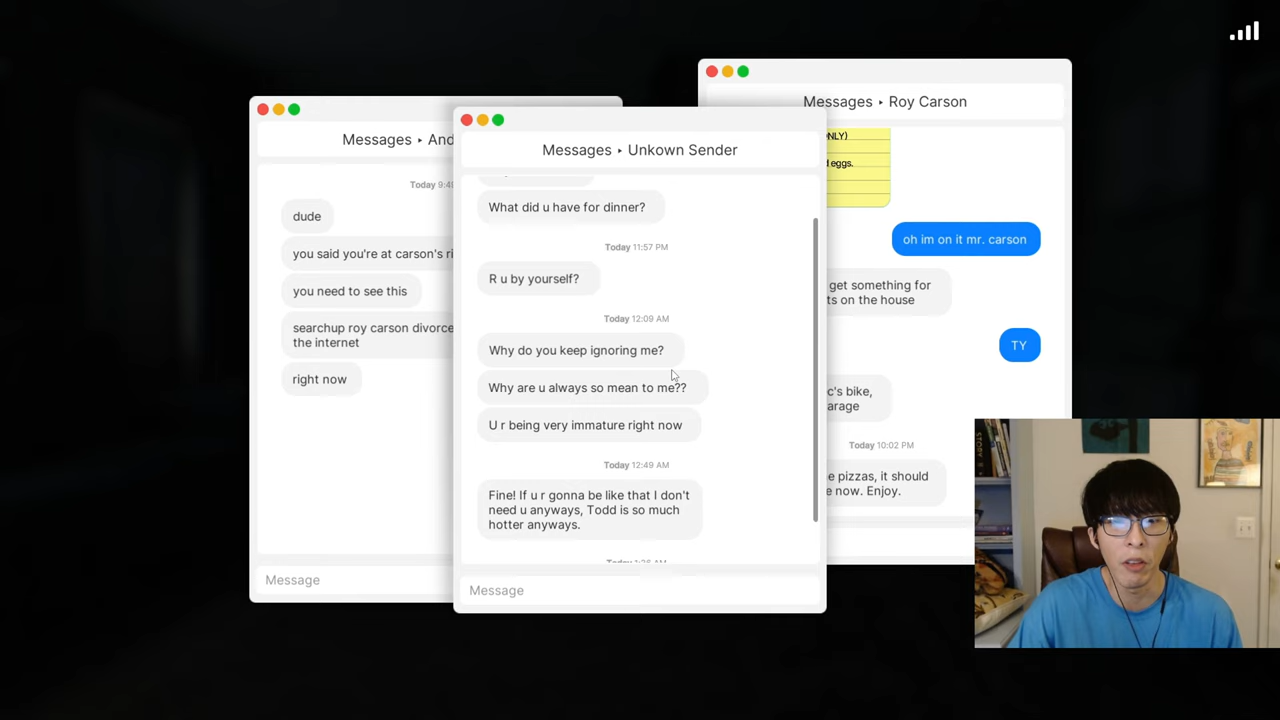 Messages ‣ And
Today 9:4
dude
you said you're at carson's ri
you need to see this
searchup roy carson divorce
the internet
right now
Message
Messages ‣ Unkown Sender
What did u have for dinner?
Today 11:57 PM
R u by yourself?
Today 12:09 AM
Why do you keep ignoring me?
Why are u always so mean to me??
U r being very immature right now
Today 12:49 AM
Fine! If u r gonna be like that I don't
need u anyways, Todd is so much
hotter anyways.
Message
Messages ‣ Roy Carson
NLY)
d eggs.
oh im on it mr. carson
get something for
ts on the house
TY
c's bike,
arage
Today 10:02 PM
e pizzas, it should
e now. Enjoy.
STORY